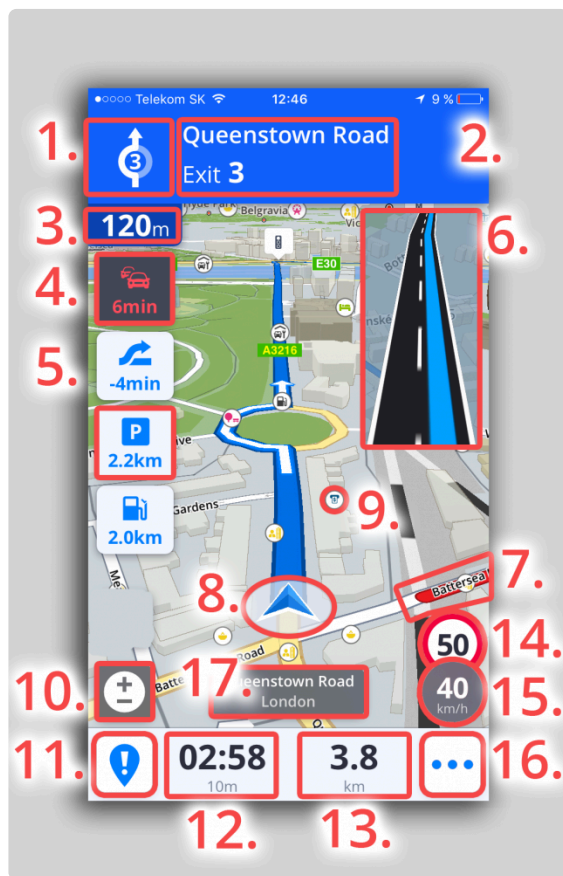 ●○○○○ Telekom SK 12:46 9 %
1.
3
Queenstown Road
Exit 3
2.
3.
120m
Belgravia
6.
4.
6min
E30
5.
-4min
A3216
P
2.2km
2.0km
Gardens
9.
7.
8.
Battersea
14.
50
10.
17.
Queenstown Road
London
Road
40
km/h
15.
11.
02:58
10m
3.8
km
16.
12.
13.